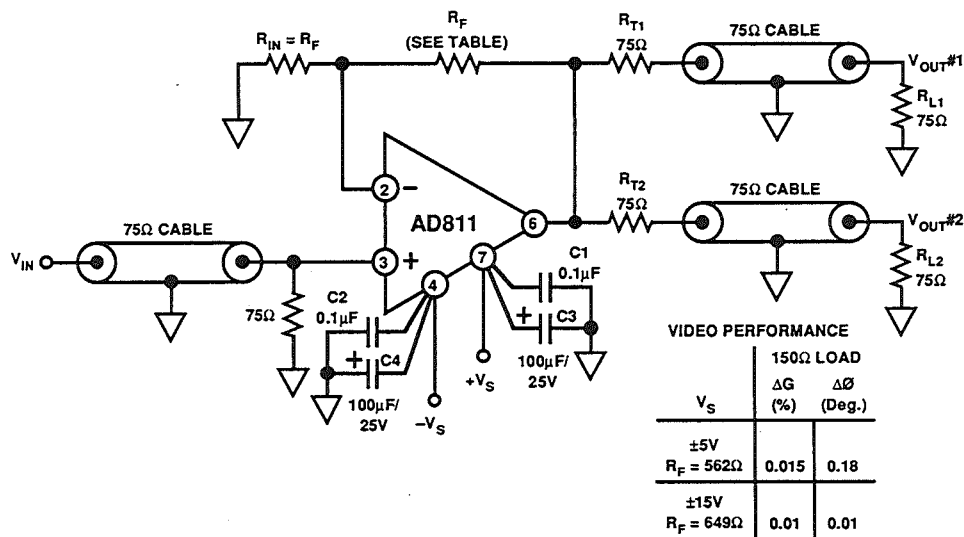 R_IN = R_F
R_F
(SEE TABLE)
R_T1
75Ω
75Ω CABLE
V_OUT#1
R_L1
75Ω
2
−
AD811
6
R_T2
75Ω
75Ω CABLE
V_OUT#2
R_L2
75Ω
75Ω CABLE
V_IN
3
+
7
4
C1
0.1µF
C2
0.1µF
75Ω
+
C3
+
C4
100µF/
25V
100µF/
25V
+V_S
−V_S
VIDEO PERFORMANCE
150Ω LOAD
V_S
ΔG
(%)
ΔØ
(Deg.)
±5V
R_F = 562Ω 0.015 0.18
±15V
R_F = 649Ω 0.01 0.01